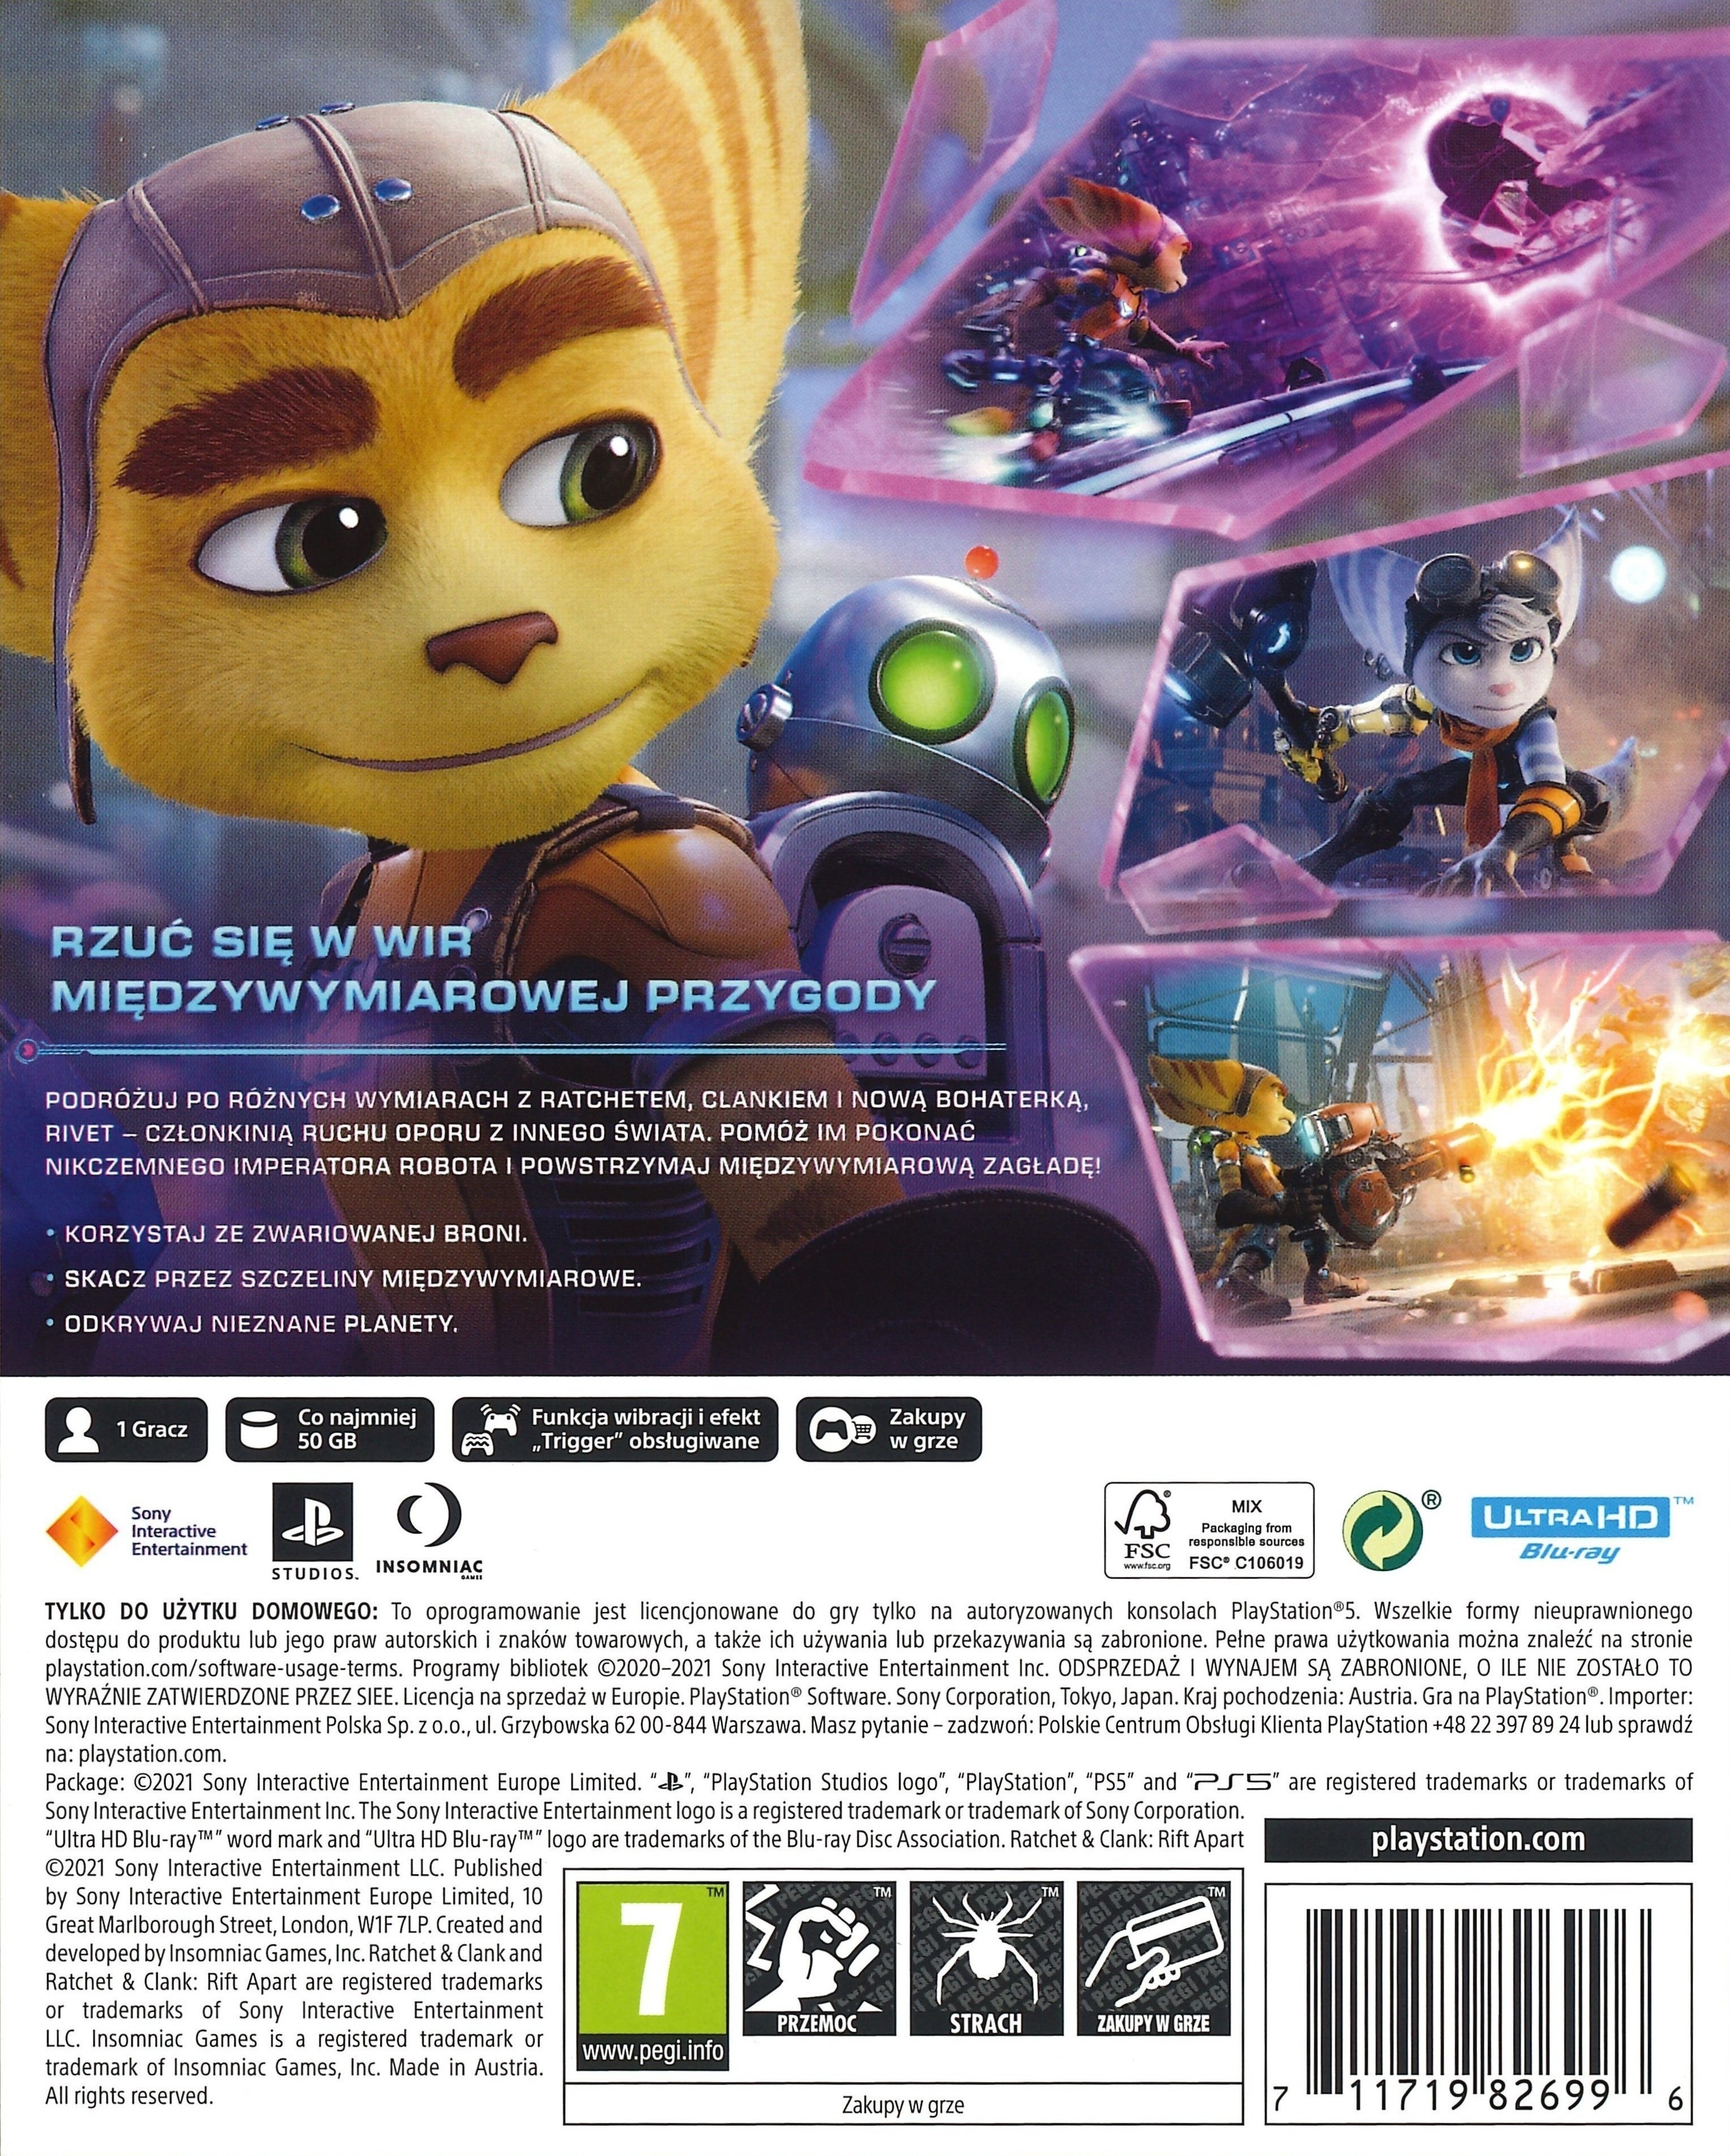 RZUĆ SIĘ W WIR
MIĘDZYWYMIAROWEJ PRZYGODY
PODRÓŻUJ PO RÓŻNYCH WYMIARACH Z RATCHETEM, CLANKIEM I NOWĄ BOHATERKĄ,
RIVET – CZŁONKINIĄ RUCHU OPORU Z INNEGO ŚWIATA. POMÓŻ IM POKONAĆ
NIKCZEMNEGO IMPERATORA ROBOTA I POWSTRZYMAJ MIĘDZYWYMIAROWĄ ZAGŁADĘ!
• KORZYSTAJ ZE ZWARIOWANEJ BRONI.
• SKACZ PRZEZ SZCZELINY MIĘDZYWYMIAROWE.
• ODKRYWAJ NIEZNANE PLANETY.
1 Gracz
Co najmniej
50 GB
Funkcja wibracji i efekt
„Trigger” obsługiwane
Zakupy
w grze
Sony
Interactive
Entertainment
STUDIOS.
INSOMNIAC
GAMES
FSC
www.fsc.org
MIX
Packaging from
responsible sources
FSC® C106019
®
ULTRA HD™
Blu-ray
TYLKO DO UŻYTKU DOMOWEGO: To oprogramowanie jest licencjonowane do gry tylko na autoryzowanych konsolach PlayStation®5. Wszelkie formy nieuprawnionego
dostępu do produktu lub jego praw autorskich i znaków towarowych, a także ich używania lub przekazywania są zabronione. Pełne prawa użytkowania można znaleźć na stronie
playstation.com/software-usage-terms. Programy bibliotek ©2020–2021 Sony Interactive Entertainment Inc. ODSPRZEDAŻ I WYNAJEM SĄ ZABRONIONE, O ILE NIE ZOSTAŁO TO
WYRAŹNIE ZATWIERDZONE PRZEZ SIEE. Licencja na sprzedaż w Europie. PlayStation® Software. Sony Corporation, Tokyo, Japan. Kraj pochodzenia: Austria. Gra na PlayStation®. Importer:
Sony Interactive Entertainment Polska Sp. z o.o., ul. Grzybowska 62 00-844 Warszawa. Masz pytanie – zadzwoń: Polskie Centrum Obsługi Klienta PlayStation +48 22 397 89 24 lub sprawdź
na: playstation.com.
Package: ©2021 Sony Interactive Entertainment Europe Limited. “PS”, “PlayStation Studios logo”, “PlayStation”, “PS5” and “PS5” are registered trademarks or trademarks of
Sony Interactive Entertainment Inc. The Sony Interactive Entertainment logo is a registered trademark or trademark of Sony Corporation.
“Ultra HD Blu-ray™” word mark and “Ultra HD Blu-ray™” logo are trademarks of the Blu-ray Disc Association. Ratchet & Clank: Rift Apart
©2021 Sony Interactive Entertainment LLC. Published
by Sony Interactive Entertainment Europe Limited, 10
Great Marlborough Street, London, W1F 7LP. Created and
developed by Insomniac Games, Inc. Ratchet & Clank and
Ratchet & Clank: Rift Apart are registered trademarks
or trademarks of Sony Interactive Entertainment
LLC. Insomniac Games is a registered trademark or
trademark of Insomniac Games, Inc. Made in Austria.
All rights reserved.
7™
www.pegi.info
PRZEMOC
STRACH
ZAKUPY W GRZE
Zakupy w grze
playstation.com
7 11719 82699 6